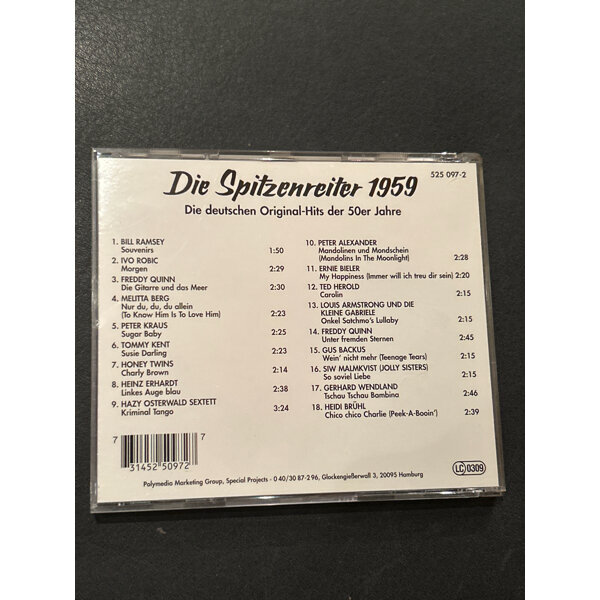 Die Spitzenreiter 1959
525 097-2
Die deutschen Original-Hits der 50er Jahre
1. BILL RAMSEY
Souvenirs 1:50
2. IVO ROBIC
Morgen 2:29
3. FREDDY QUINN
Die Gitarre und das Meer 2:30
4. MELITTA BERG
Nur du, du, du allein
(To Know Him Is To Love Him) 2:23
5. PETER KRAUS
Sugar Baby 2:25
6. TOMMY KENT
Susie Darling 2:23
7. HONEY TWINS
Charly Brown 2:14
8. HEINZ ERHARDT
Linkes Auge blau 2:38
9. HAZY OSTERWALD SEXTETT
Kriminal Tango 3:24
10. PETER ALEXANDER
Mandolinen und Mondschein
(Mandolins In The Moonlight) 2:28
11. ERNIE BIELER
My Happiness (Immer will ich treu dir sein) 2:20
12. TED HEROLD
Carolin 2:15
13. LOUIS ARMSTRONG UND DIE
KLEINE GABRIELE
Onkel Satchmo's Lullaby 2:15
14. FREDDY QUINN
Unter fremden Sternen 2:45
15. GUS BACKUS
Wein' nicht mehr (Teenage Tears) 2:15
16. SIW MALMKVIST (JOLLY SISTERS)
So soviel Liebe 2:15
17. GERHARD WENDLAND
Tschau Tschau Bambina 2:46
18. HEIDI BRÜHL
Chico chico Charlie (Peek-A-Booin') 2:39
7 31452 50972 7
LC 0309
Polymedia Marketing Group, Special Projects - 0 40/30 87-2 96, Glockengießerwall 3, 20095 Hamburg